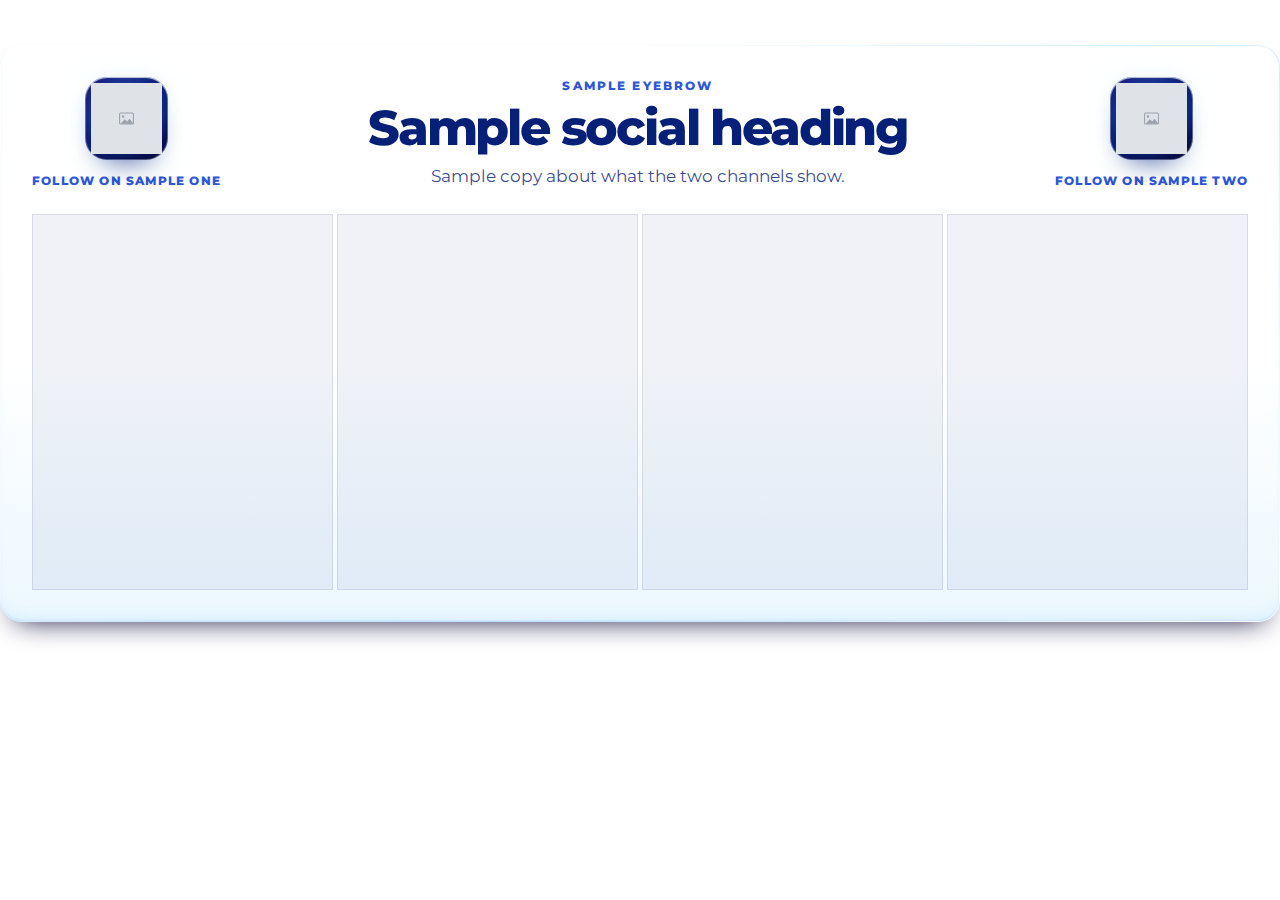 SAMPLE EYEBROW
Sample social heading
Sample copy about what the two channels show.
FOLLOW ON SAMPLE ONE
FOLLOW ON SAMPLE TWO